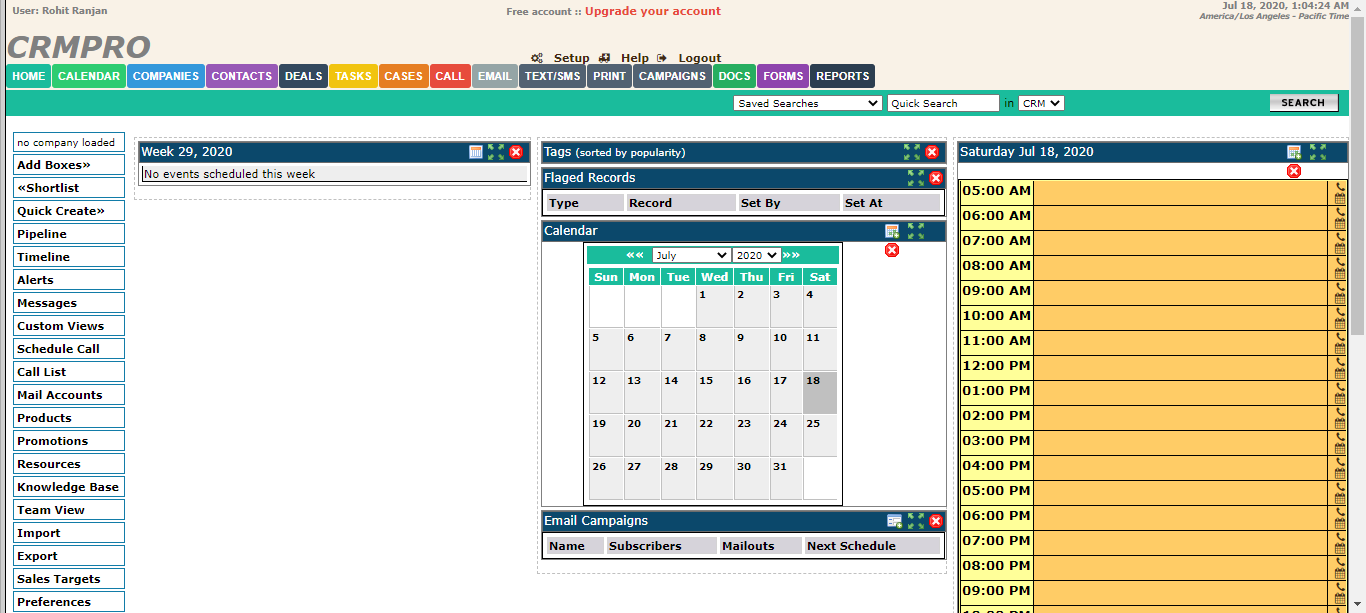 User: Rohit Ranjan
Free account :: Upgrade your account
Jul 18, 2020, 1:04:24 AM
America/Los Angeles - Pacific Time
CRMPRO
Setup Help Logout
HOME CALENDAR COMPANIES CONTACTS DEALS TASKS CASES CALL EMAIL TEXT/SMS PRINT CAMPAIGNS DOCS FORMS REPORTS
Saved Searches Quick Search in CRM SEARCH
no company loaded
Add Boxes»
«Shortlist
Quick Create»
Pipeline
Timeline
Alerts
Messages
Custom Views
Schedule Call
Call List
Mail Accounts
Products
Promotions
Resources
Knowledge Base
Team View
Import
Export
Sales Targets
Preferences
Week 29, 2020
No events scheduled this week
Tags (sorted by popularity)
Flaged Records
Type Record Set By Set At
Calendar
«« July 2020 »»
Sun Mon Tue Wed Thu Fri Sat
1 2 3 4
5 6 7 8 9 10 11
12 13 14 15 16 17 18
19 20 21 22 23 24 25
26 27 28 29 30 31
Email Campaigns
Name Subscribers Mailouts Next Schedule
Saturday Jul 18, 2020
05:00 AM
06:00 AM
07:00 AM
08:00 AM
09:00 AM
10:00 AM
11:00 AM
12:00 PM
01:00 PM
02:00 PM
03:00 PM
04:00 PM
05:00 PM
06:00 PM
07:00 PM
08:00 PM
09:00 PM